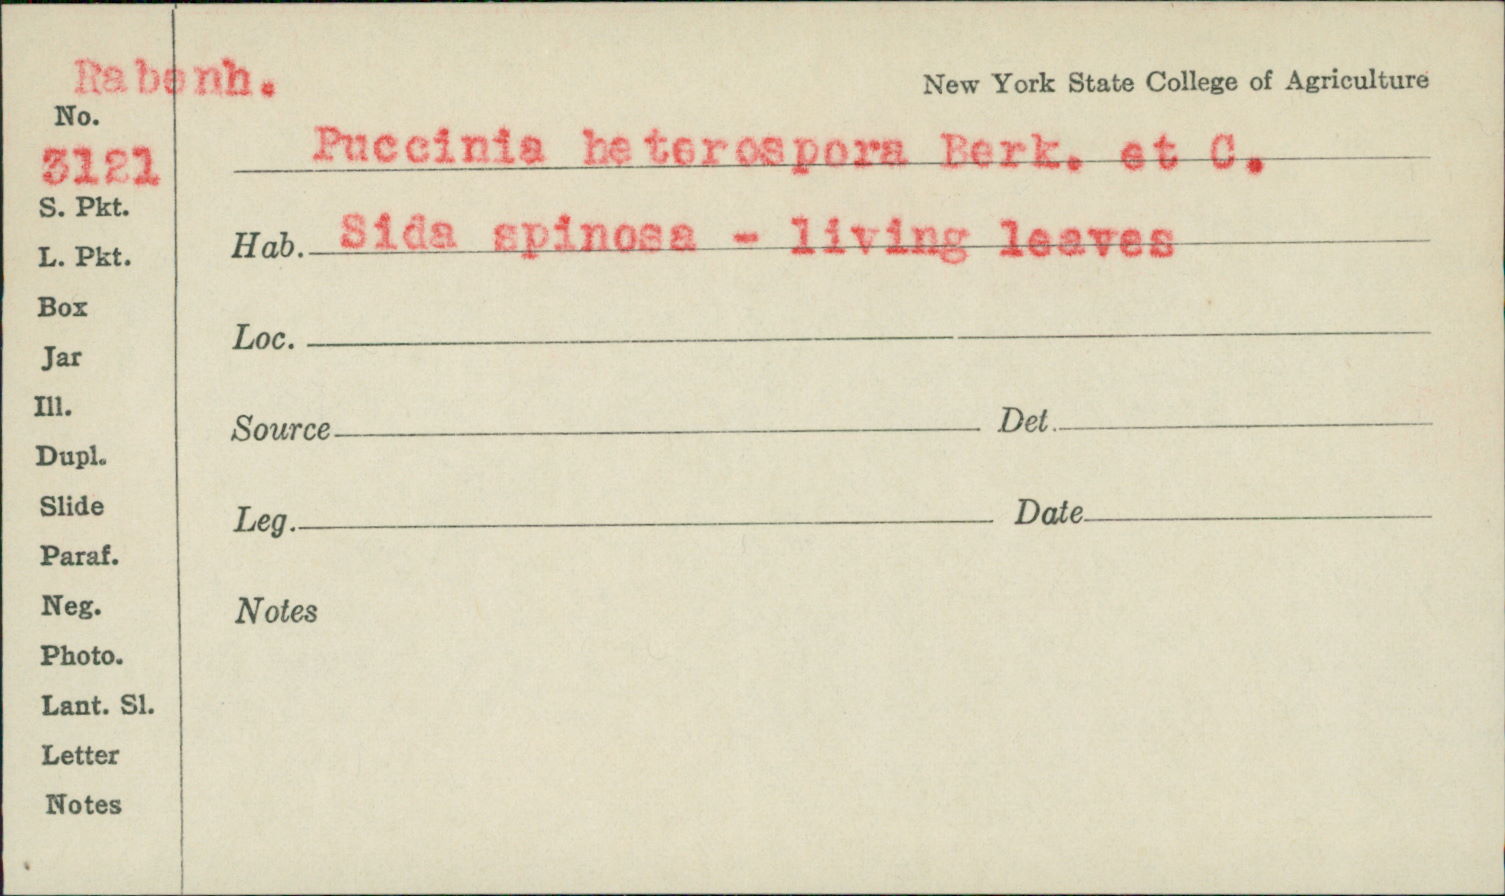 Rabenh.
New York State College of Agriculture
No.
3121
Puccinia heterospora Berk. et C.
S. Pkt.
Hab. Sida spinosa - living leaves
L. Pkt.
Box
Loc.
Jar
Ill.
Source Det.
Dupl.
Slide
Leg. Date
Paraf.
Neg.
Notes
Photo.
Lant. Sl.
Letter
Notes